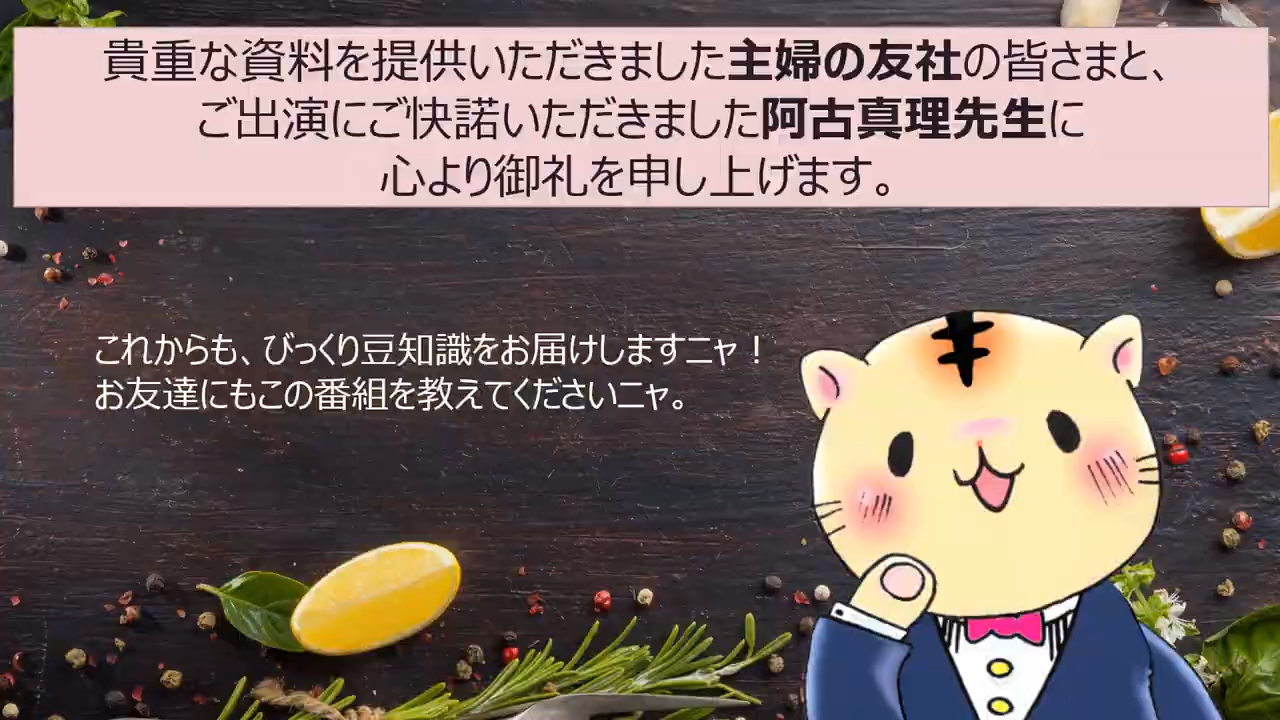 貴重な資料を提供いただきました主婦の友社の皆さまと、
ご出演にご快諾いただきました阿古真理先生に
心より御礼を申し上げます。
これからも、びっくり豆知識をお届けしますニャ！
お友達にもこの番組を教えてくださいニャ。